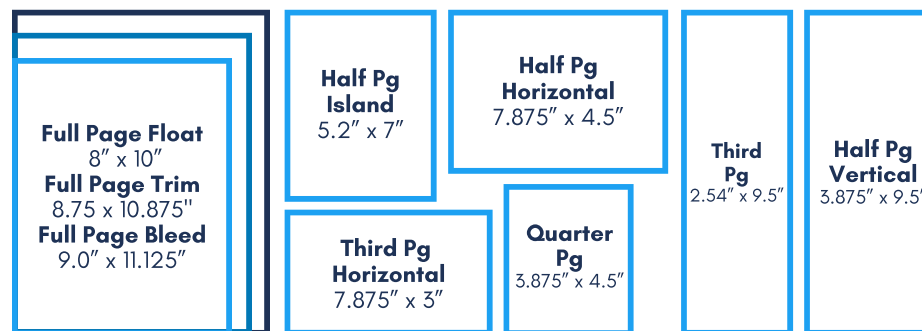 Full Page Float
8” x 10”
Full Page Trim
8.75 x 10.875"
Full Page Bleed
9.0” x 11.125”
Half Pg
Island
5.2” x 7”
Third Pg
Horizontal
7.875” x 3”
Half Pg
Horizontal
7.875” x 4.5”
Quarter
Pg
3.875” x 4.5”
Third
Pg
2.54” x 9.5”
Half Pg
Vertical
3.875” x 9.5”